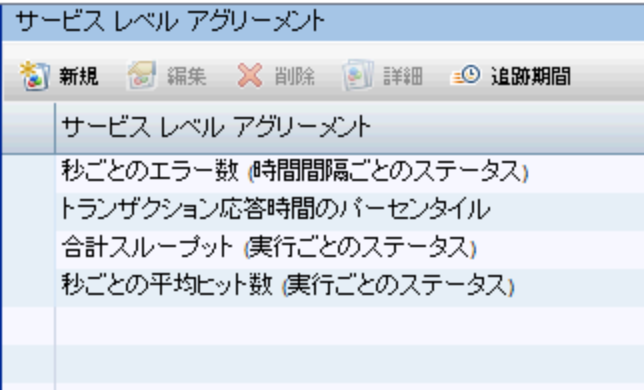 サービス レベル アグリーメント
新規 編集 削除 詳細 追跡期間
サービス レベル アグリーメント
秒ごとのエラー数 (時間間隔ごとのステータス)
トランザクション応答時間のパーセンタイル
合計スループット (実行ごとのステータス)
秒ごとの平均ヒット数 (実行ごとのステータス)